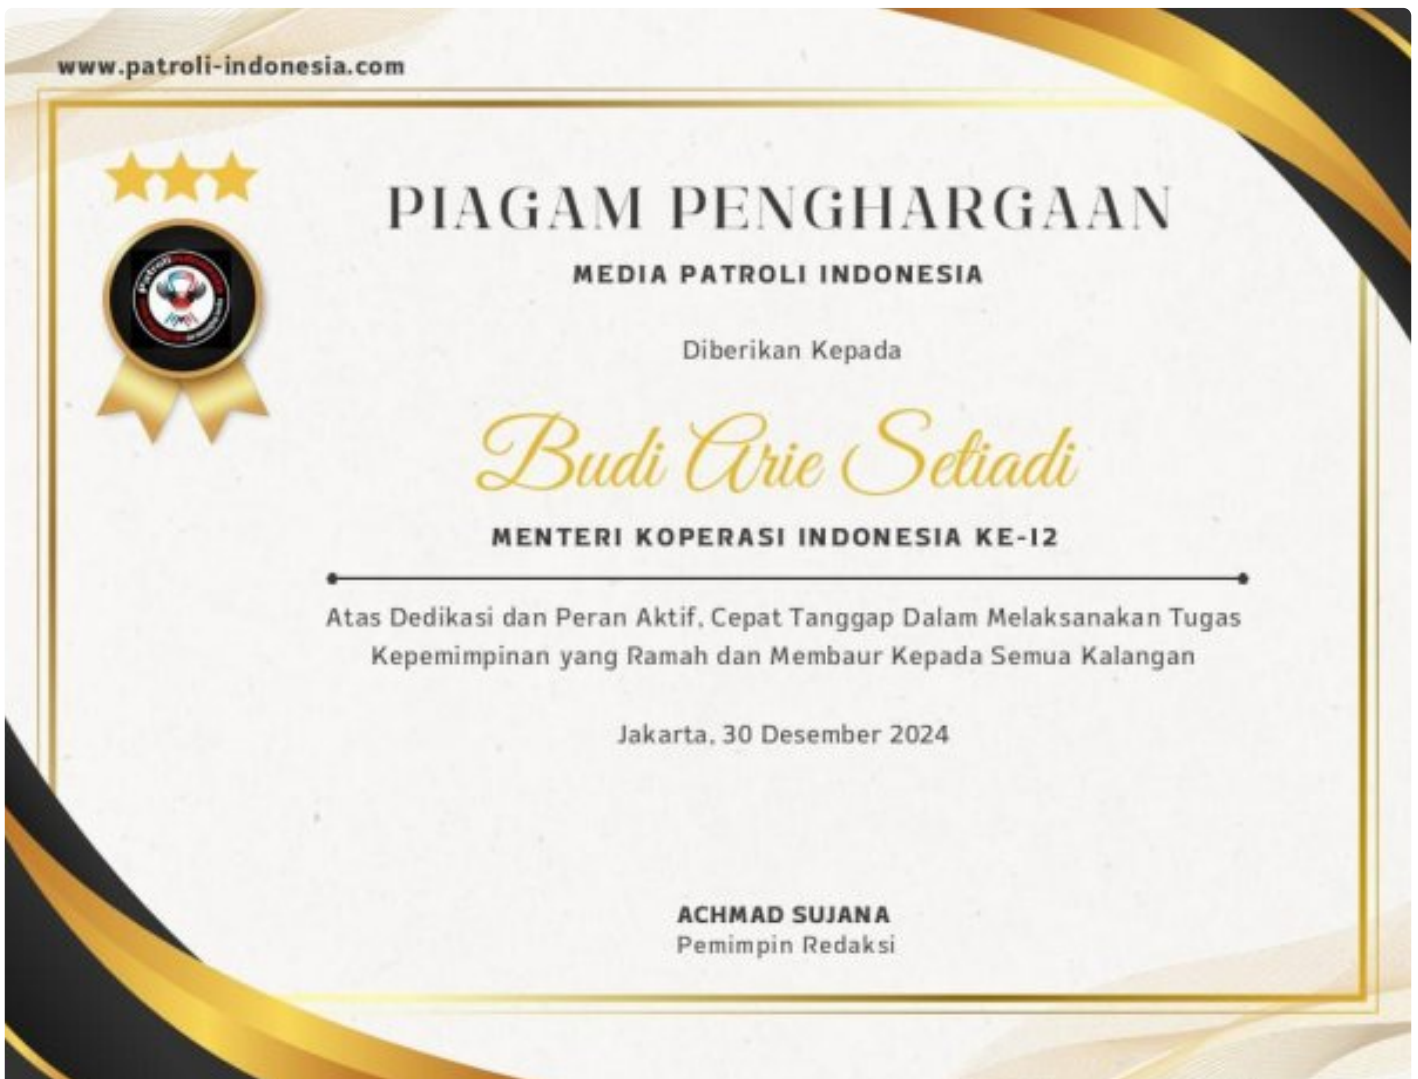 www.patroli-indonesia.com
PIAGAM PENGHARGAAN
MEDIA PATROLI INDONESIA
Diberikan Kepada
Budi Arie Setiadi
MENTERI KOPERASI INDONESIA KE-12
Atas Dedikasi dan Peran Aktif, Cepat Tanggap Dalam Melaksanakan Tugas
Kepemimpinan yang Ramah dan Membaur Kepada Semua Kalangan
Jakarta, 30 Desember 2024
ACHMAD SUJANA
Pemimpin Redaksi